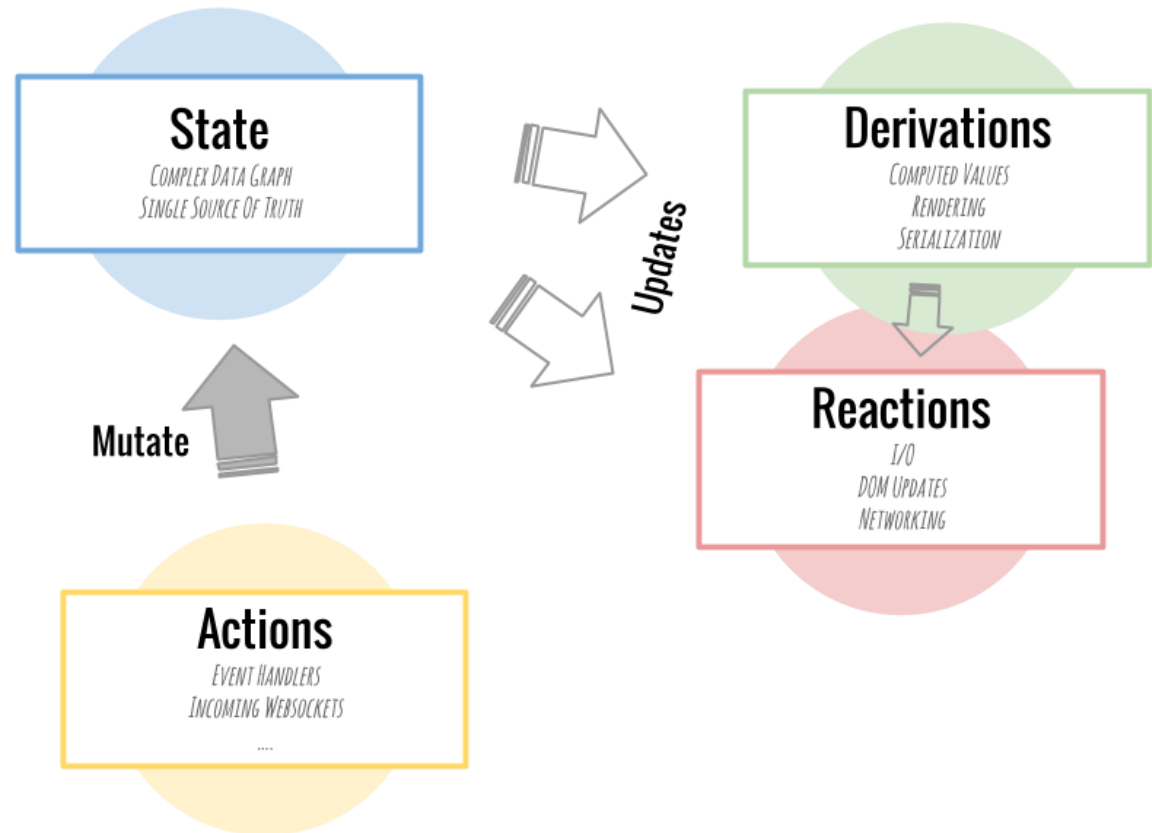 State
Complex Data Graph
Single Source Of Truth
Updates
Derivations
Computed Values
Rendering
Serialization
Reactions
I/O
DOM Updates
Networking
Mutate
Actions
Event Handlers
Incoming Websockets
....